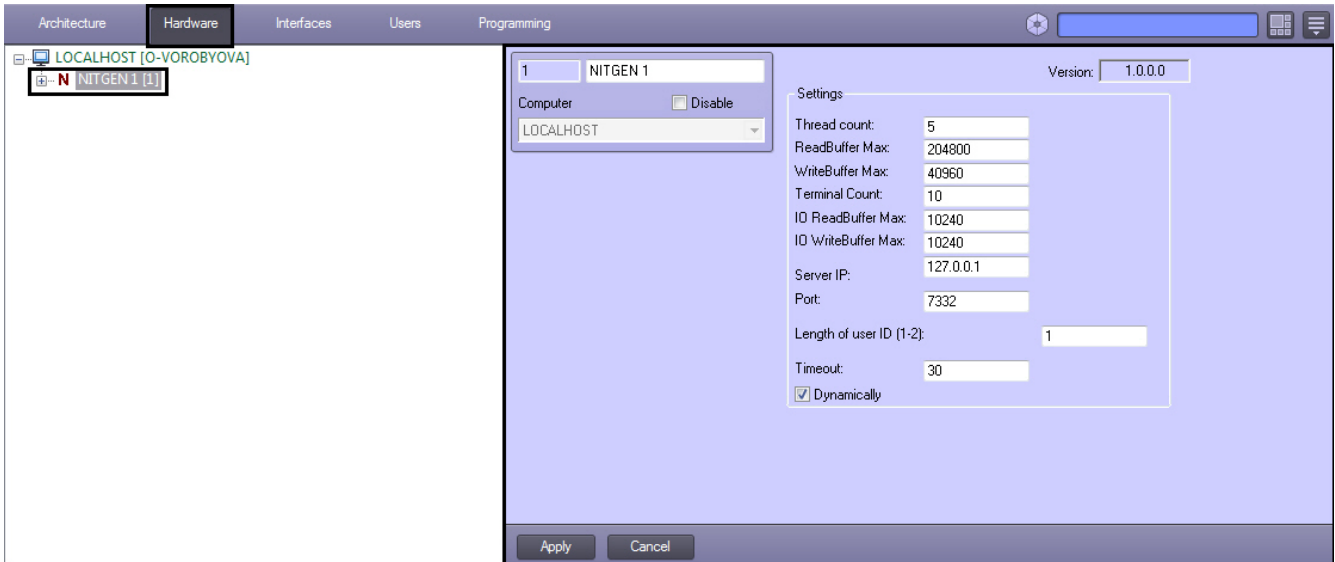 Architecture Hardware Interfaces Users Programming
LOCALHOST [O-VOROBYOVA]
N NITGEN 1 [1]
1 NITGEN 1
Computer Disable
LOCALHOST
Version: 1.0.0.0
Settings
Thread count: 5
ReadBuffer Max: 204800
WriteBuffer Max: 40960
Terminal Count: 10
IO ReadBuffer Max: 10240
IO WriteBuffer Max: 10240
Server IP: 127.0.0.1
Port: 7332
Length of user ID (1-2): 1
Timeout: 30
Dynamically
Apply Cancel